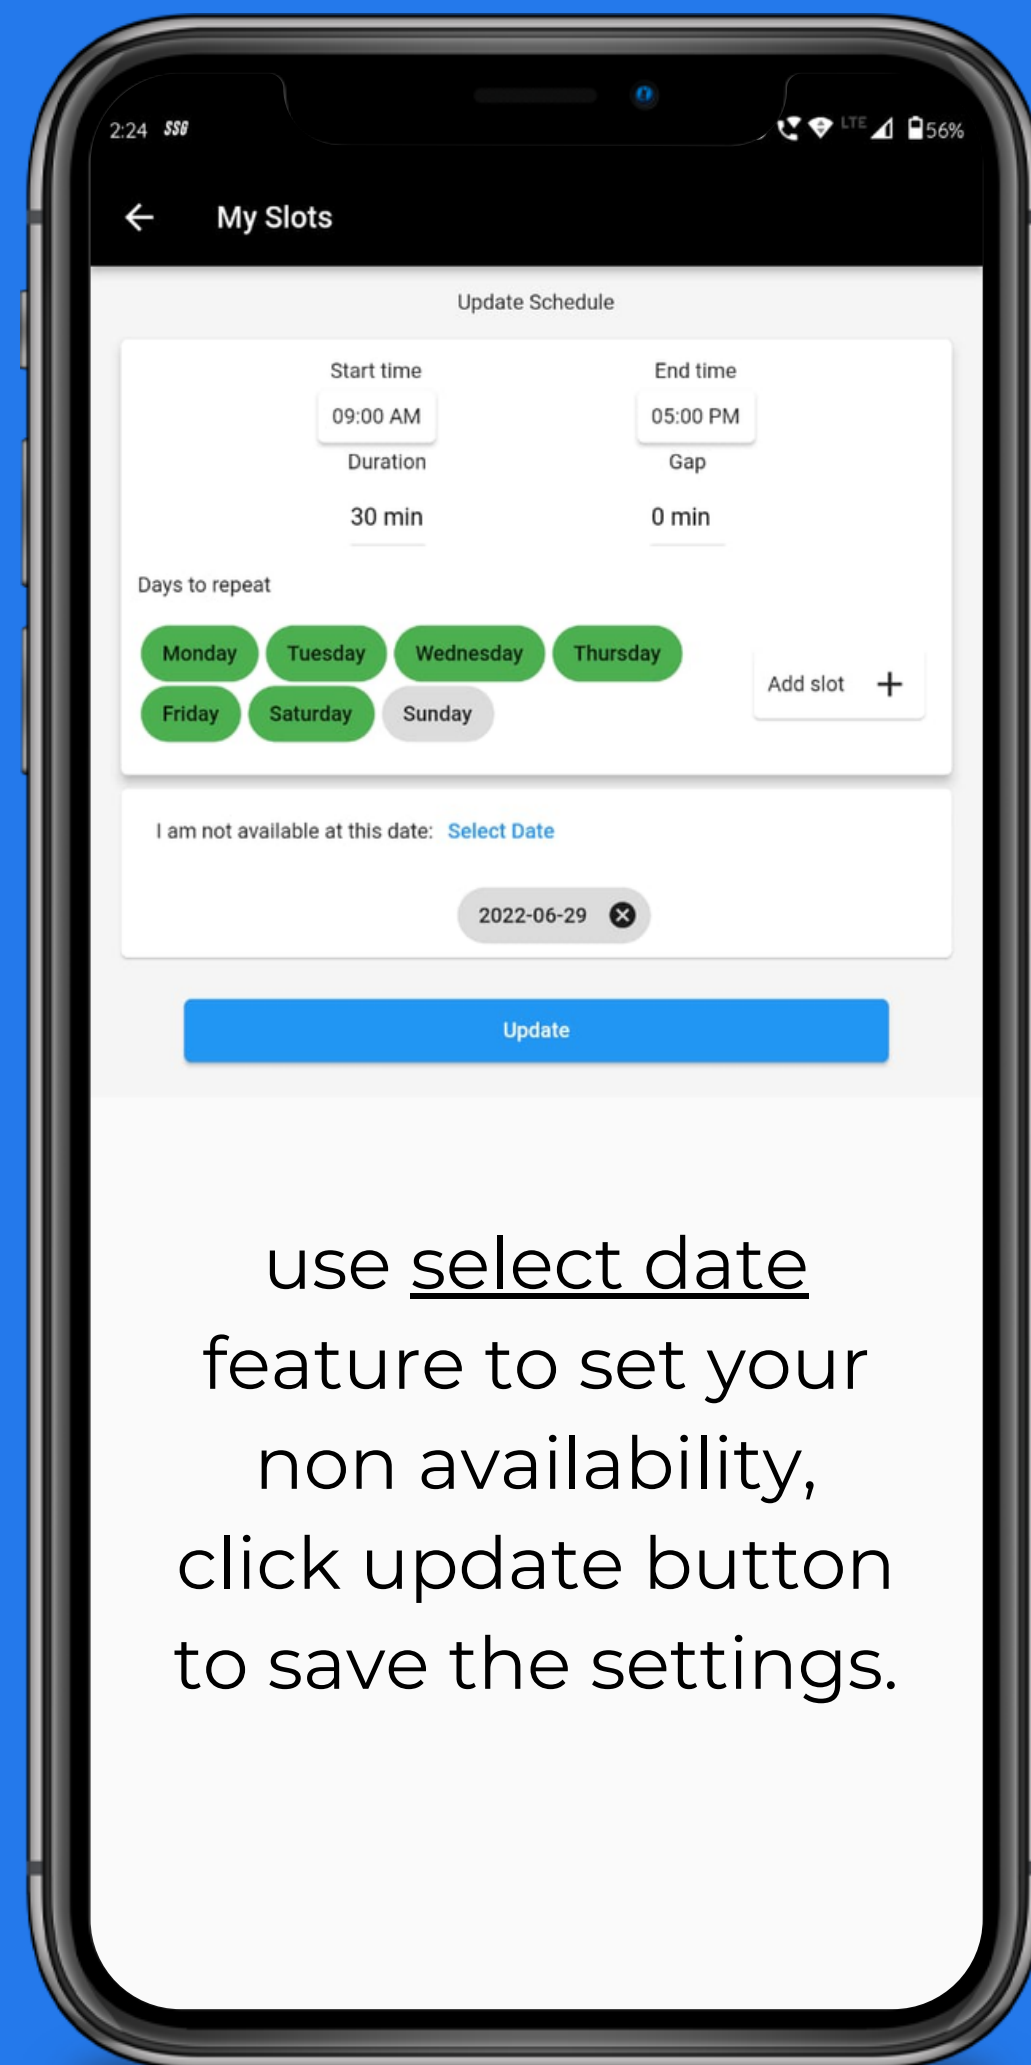 2:24 SSG LTE 56%
My Slots
Update Schedule
Start time End time
09:00 AM 05:00 PM
Duration Gap
30 min 0 min
Days to repeat
Monday Tuesday Wednesday Thursday
Friday Saturday Sunday Add slot +
I am not available at this date: Select Date
2022-06-29
Update
use select date
feature to set your
non availability,
click update button
to save the settings.